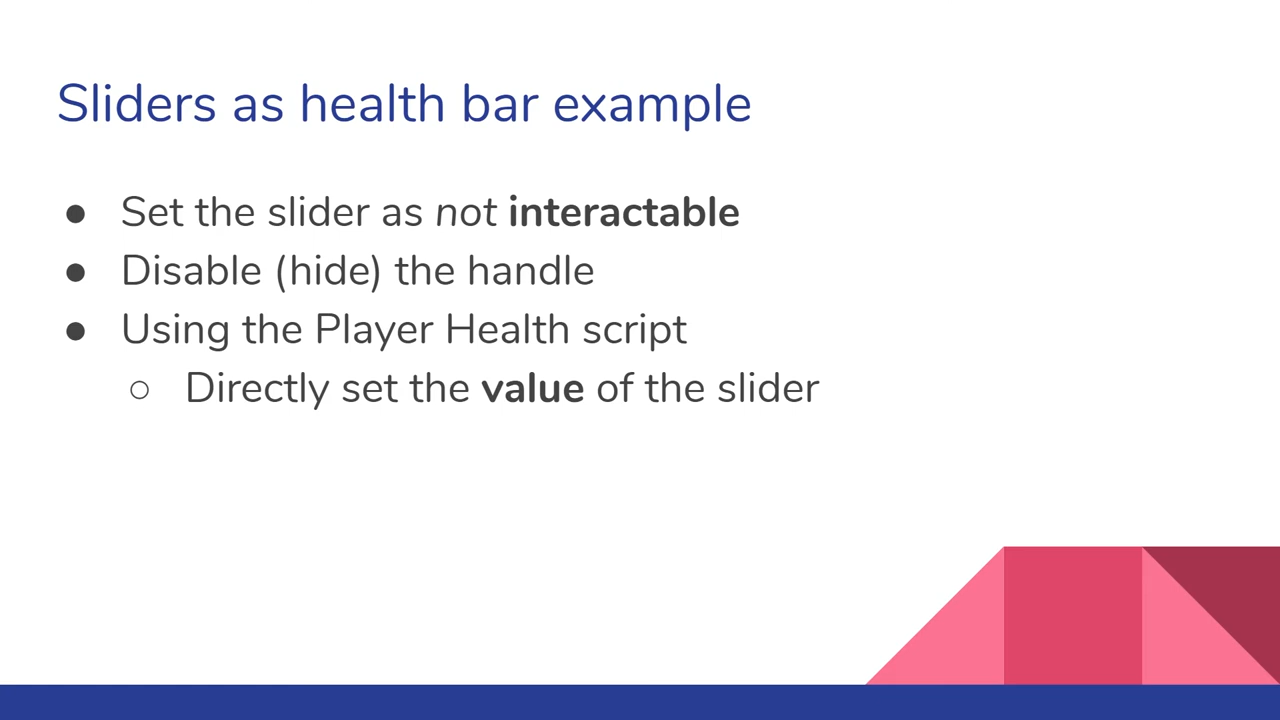 Sliders as health bar example
● Set the slider as not interactable
● Disable (hide) the handle
● Using the Player Health script
○ Directly set the value of the slider